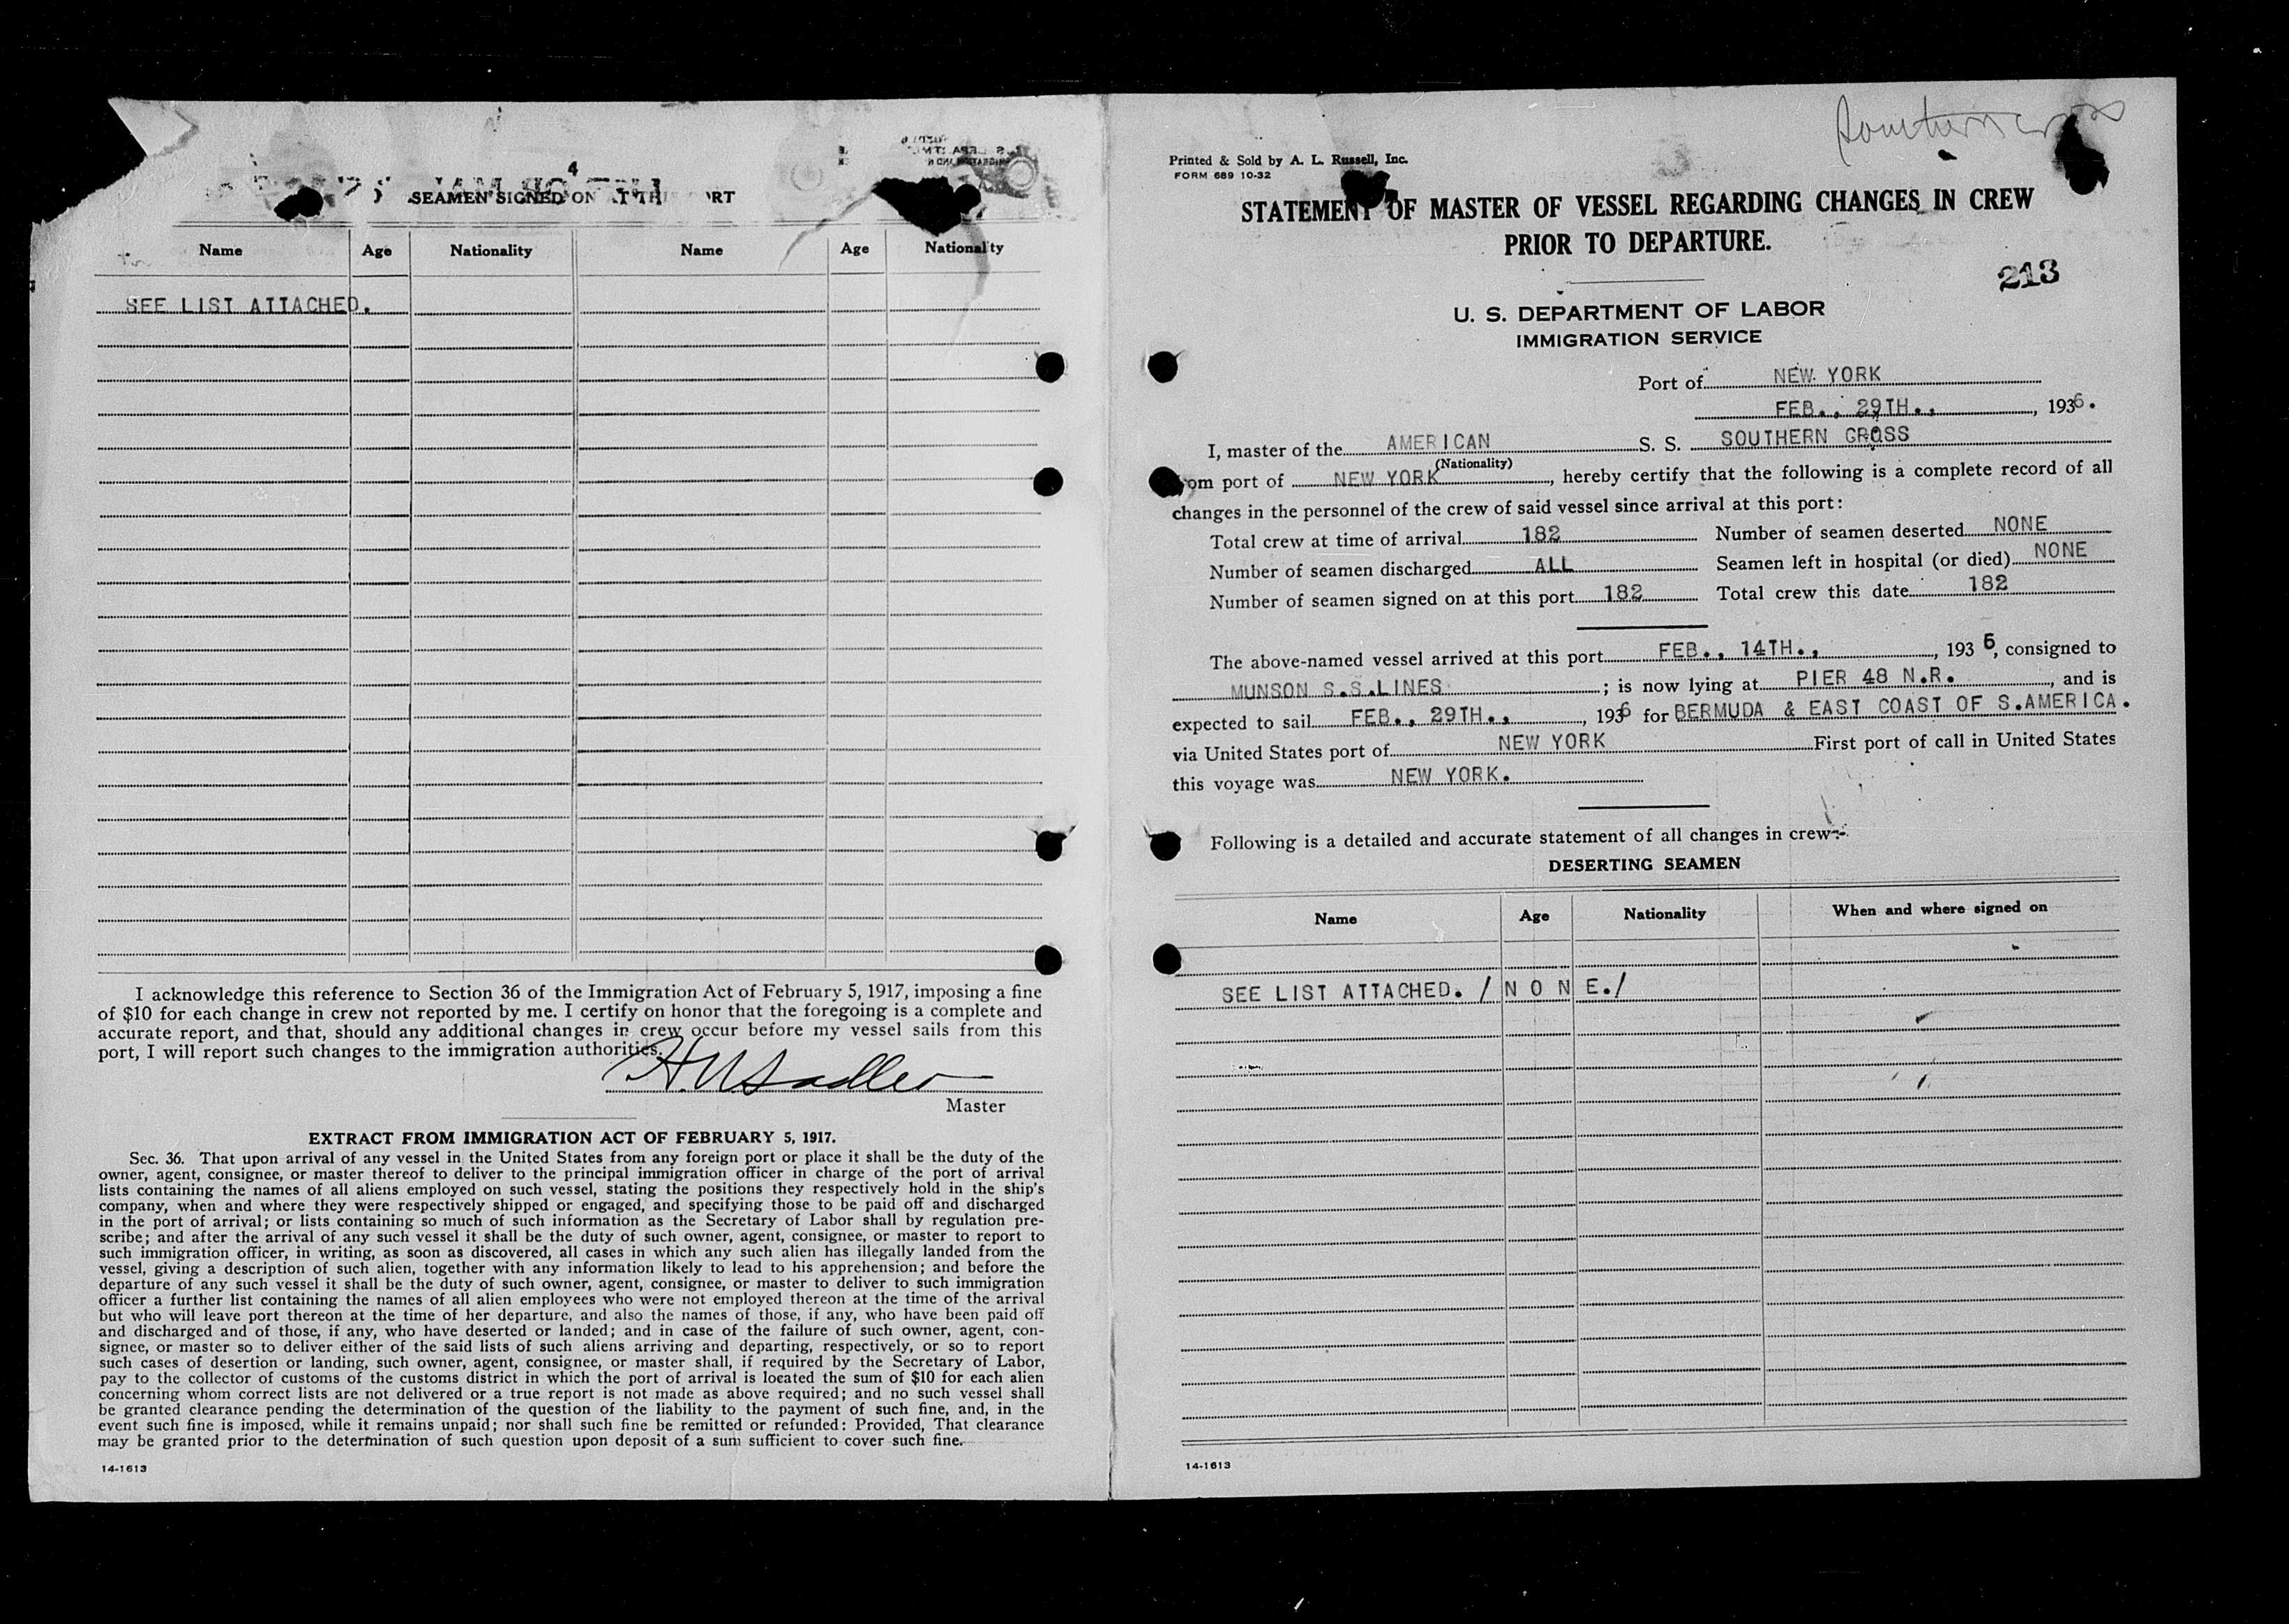 4
SEAMEN SIGNED ON AT THIS PORT
Name Age Nationality Name Age Nationality
SEE LIST ATTACHED.
I acknowledge this reference to Section 36 of the Immigration Act of February 5, 1917, imposing a fine
of $10 for each change in crew not reported by me. I certify on honor that the foregoing is a complete and
accurate report, and that, should any additional changes in crew occur before my vessel sails from this
port, I will report such changes to the immigration authorities.
H. N. Sadler
Master
EXTRACT FROM IMMIGRATION ACT OF FEBRUARY 5, 1917.
Sec. 36. That upon arrival of any vessel in the United States from any foreign port or place it shall be the duty of the
owner, agent, consignee, or master thereof to deliver to the principal immigration officer in charge of the port of arrival
lists containing the names of all aliens employed on such vessel, stating the positions they respectively hold in the ship's
company, when and where they were respectively shipped or engaged, and specifying those to be paid off and discharged
in the port of arrival; or lists containing so much of such information as the Secretary of Labor shall by regulation pre-
scribe; and after the arrival of any such vessel it shall be the duty of such owner, agent, consignee, or master to report to
such immigration officer, in writing, as soon as discovered, all cases in which any such alien has illegally landed from the
vessel, giving a description of such alien, together with any information likely to lead to his apprehension; and before the
departure of any such vessel it shall be the duty of such owner, agent, consignee, or master to deliver to such immigration
officer a further list containing the names of all alien employees who were not employed thereon at the time of the arrival
but who will leave port thereon at the time of her departure, and also the names of those, if any, who have been paid off
and discharged and of those, if any, who have deserted or landed; and in case of the failure of such owner, agent, con-
signee, or master so to deliver either of the said lists of such aliens arriving and departing, respectively, or so to report
such cases of desertion or landing, such owner, agent, consignee, or master shall, if required by the Secretary of Labor,
pay to the collector of customs of the customs district in which the port of arrival is located the sum of $10 for each alien
concerning whom correct lists are not delivered or a true report is not made as above required; and no such vessel shall
be granted clearance pending the determination of the question of the liability to the payment of such fine, and, in the
event such fine is imposed, while it remains unpaid; nor shall such fine be remitted or refunded: Provided, That clearance
may be granted prior to the determination of such question upon deposit of a sum sufficient to cover such fine.
14-1613
Southern Cross
Printed & Sold by A. L. Russell, Inc.
FORM 689 10-32
STATEMENT OF MASTER OF VESSEL REGARDING CHANGES IN CREW
PRIOR TO DEPARTURE.
213
U. S. DEPARTMENT OF LABOR
IMMIGRATION SERVICE
Port of NEW YORK
FEB., 29TH., , 1936.
I, master of the AMERICAN S. S. SOUTHERN CROSS
(Nationality)
from port of NEW YORK, hereby certify that the following is a complete record of all
changes in the personnel of the crew of said vessel since arrival at this port:
Total crew at time of arrival 182 Number of seamen deserted NONE
Number of seamen discharged ALL Seamen left in hospital (or died) NONE
Number of seamen signed on at this port 182 Total crew this date 182
The above-named vessel arrived at this port FEB., 14TH., , 1936, consigned to
MUNSON S.S.LINES ; is now lying at PIER 48 N.R. , and is
expected to sail FEB., 29TH., , 1936 for BERMUDA & EAST COAST OF S.AMERICA.
via United States port of NEW YORK First port of call in United States
this voyage was NEW YORK.
Following is a detailed and accurate statement of all changes in crew:-
DESERTING SEAMEN
Name Age Nationality When and where signed on
SEE LIST ATTACHED. / N O N E./
14-1613